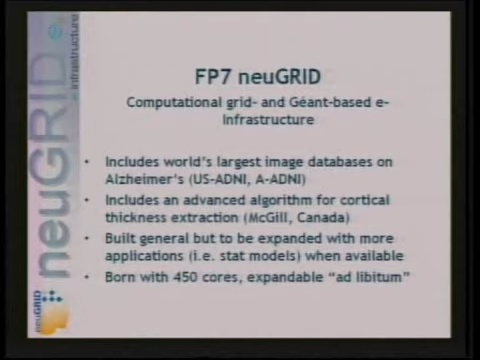 FP7 neuGRID
Computational grid- and Géant-based e-
Infrastructure
• Includes world's largest image databases on
Alzheimer's (US-ADNI, A-ADNI)
• Includes an advanced algorithm for cortical
thickness extraction (McGill, Canada)
• Built general but to be expanded with more
applications (i.e. stat models) when available
• Born with 450 cores, expandable "ad libitum"
neuGRID
e-infrastructure
neuGRID